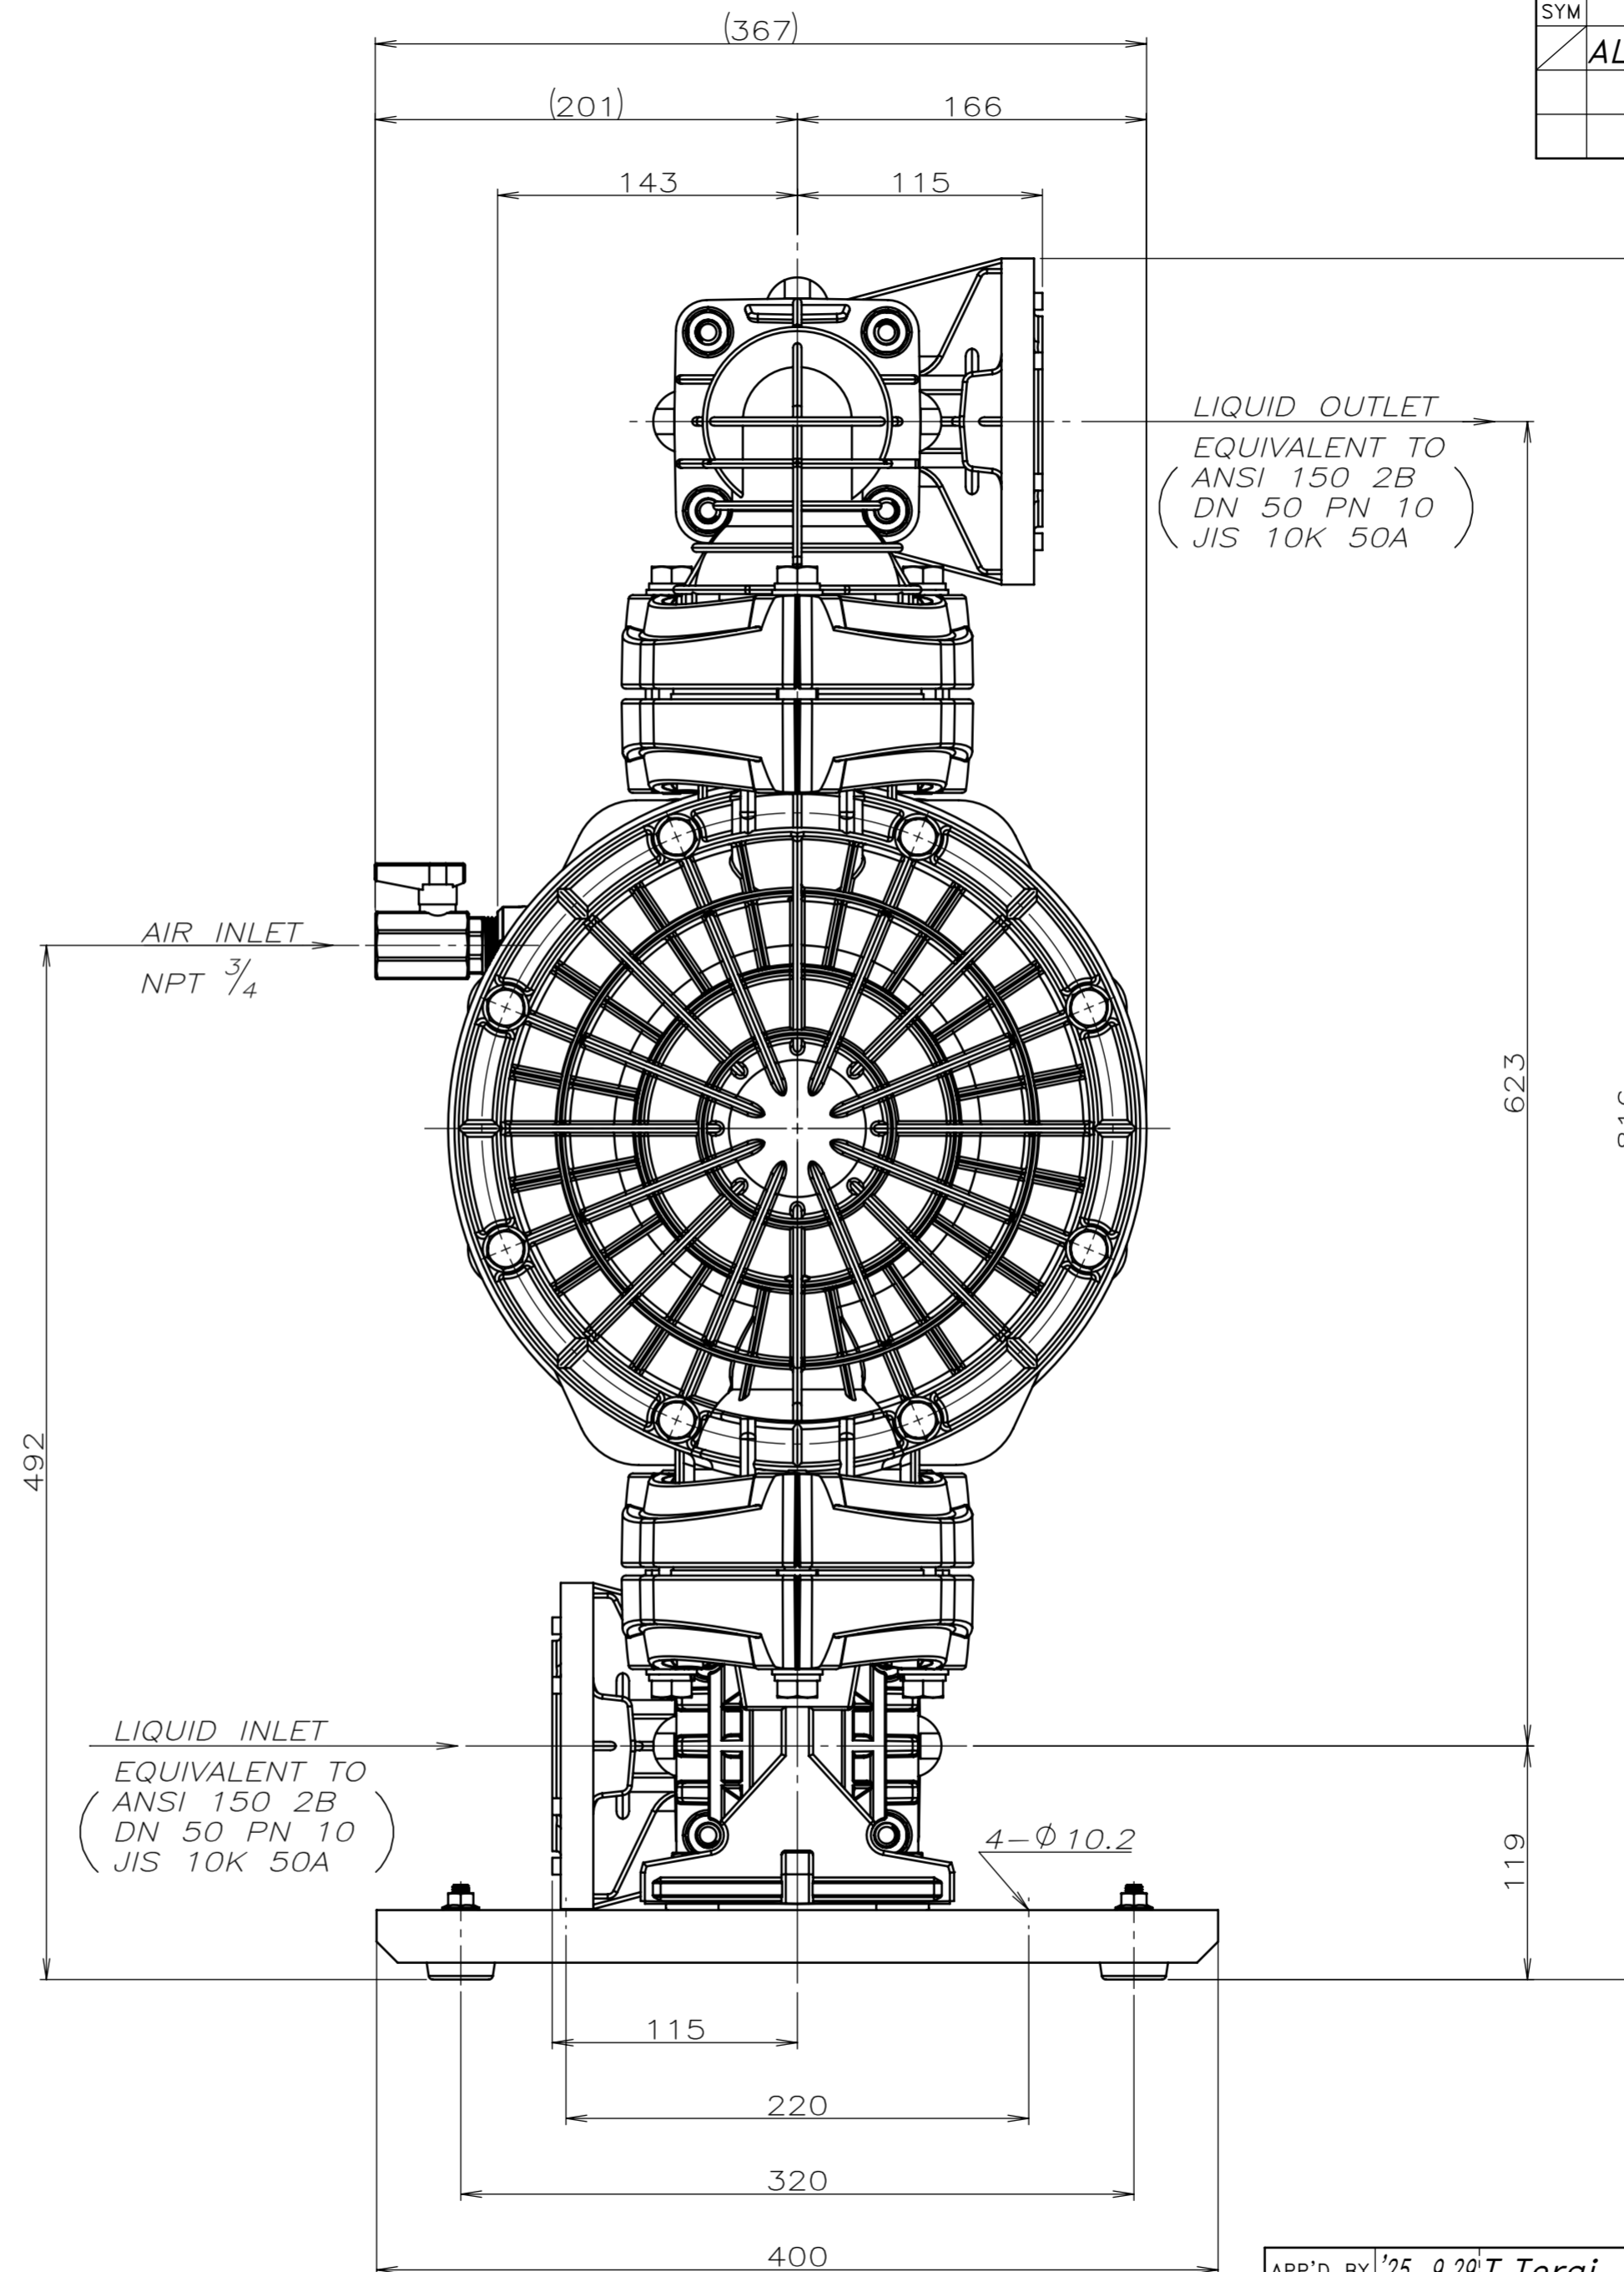 (367)
SYM
AL
(201)
166
143
115
LIQUID OUTLET
EQUIVALENT TO
ANSI 150 2B
DN 50 PN 10
JIS 10K 50A
AIR INLET
NPT 3/4
623
492
LIQUID INLET
EQUIVALENT TO
ANSI 150 2B
DN 50 PN 10
JIS 10K 50A
4-Φ10.2
119
115
220
320
400
APP'D BY '25. 9.29 T.Terai